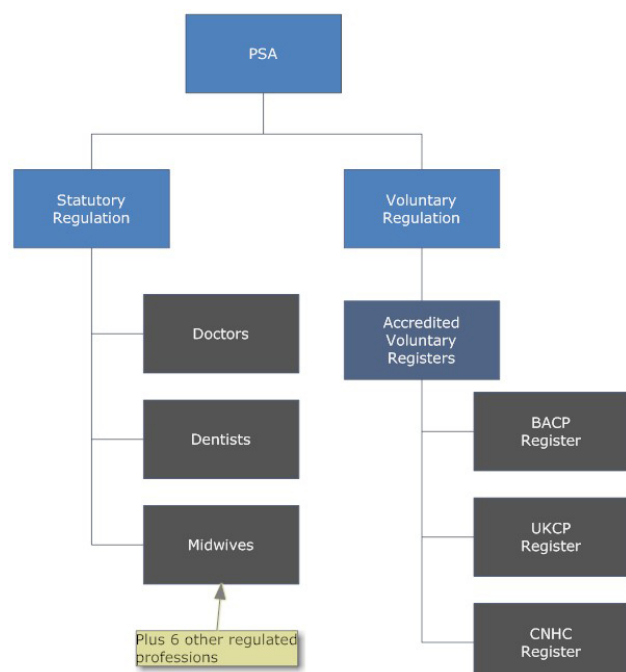 PSA
Statutory
Regulation
Voluntary
Regulation
Doctors
Dentists
Midwives
Plus 6 other regulated
professions
Accredited
Voluntary
Registers
BACP
Register
UKCP
Register
CNHC
Register